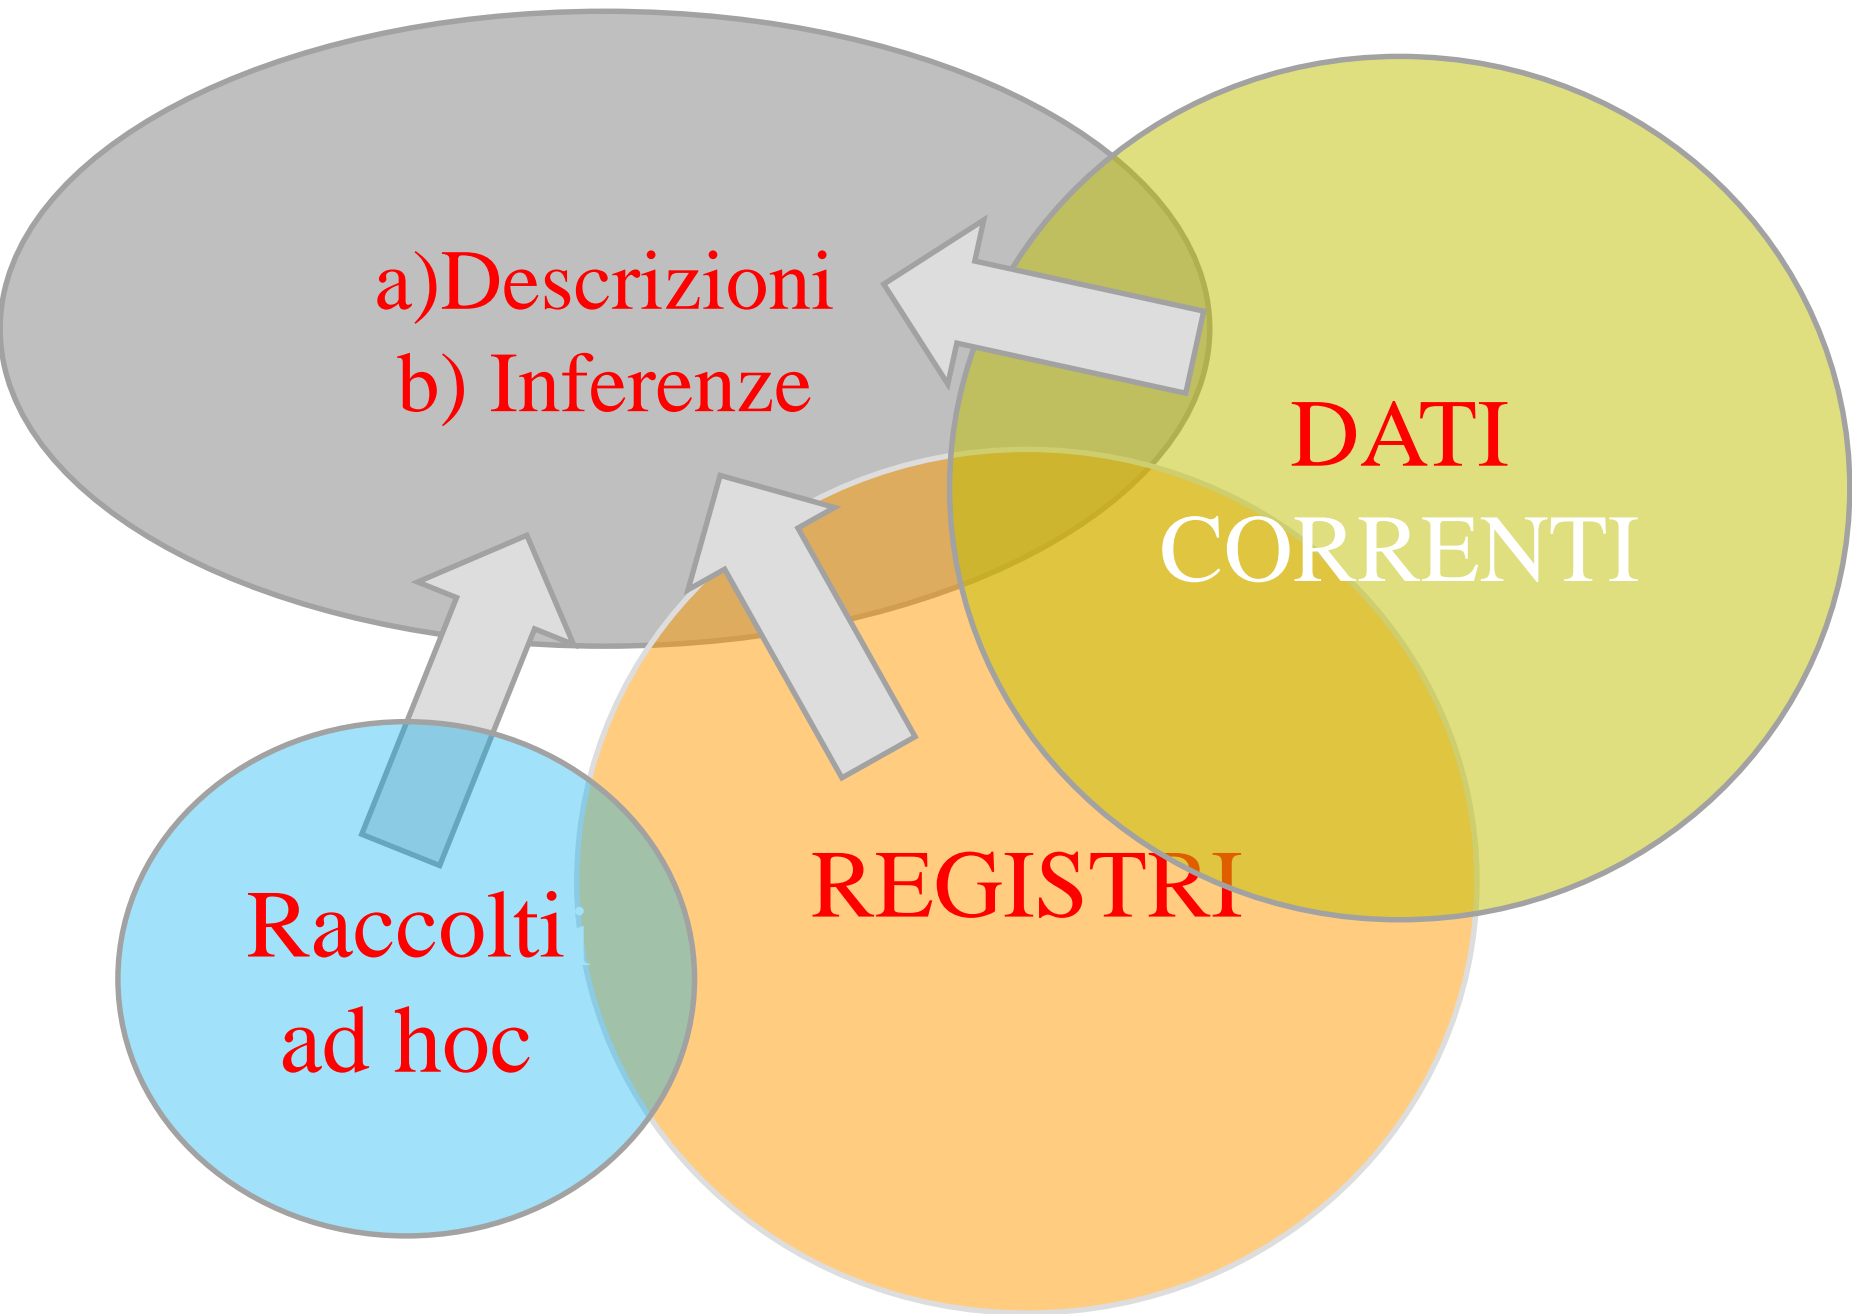 a)Descrizioni
b) Inferenze
DATI
CORRENTI
REGISTRI
Raccolti
ad hoc